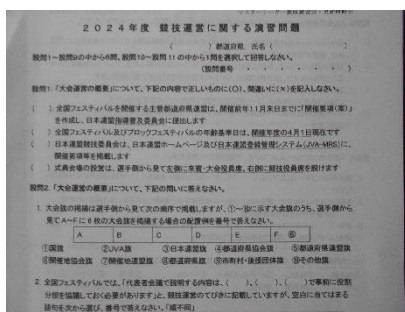 2024年度 競技運営に関する演習問題
( )都道府県 氏名( )
設問1～設問9の中から6問、設問10～設問11の中から1問を選択して回答しなさい。
(設問番号 ・ ・ ・ ・ ・ ・ )
設問1. 「大会運営の概要」について、下記の内容で正しいものに(○)、間違いに(×)を記入しなさい。
( ) 全国フェスティバルを開催する主管都道府県連盟は、開催前年11月末日までに「開催要項(案)」
を作成し、日本連盟指導普及委員会に提出します
( ) 全国フェスティバル及びブロックフェスティバルの年齢基準日は、開催年度の4月1日現在です
( ) 日本連盟競技委員会は、日本連盟ホームページ及び日本連盟登録管理システム(JVA-MRS)に、
開催要項等を掲載します
( ) 式典会場の設営は、選手側から見て左側に来賓・大会役員席、右側に競技役員席を設けます
設問2. 「大会運営の概要」について、下記の問いに答えなさい。
1. 大会旗の掲揚は選手側から見て次の順序で掲載しますが、①～⑩に示す大会旗のうち、選手側から
見てA～Fに6枚の大会旗を掲揚する場合の配置例を番号で答えなさい。
A B C D E F ⑥
①国旗 ②JVA旗 ③日本連盟旗 ④都道府県協会旗 ⑤都道府県連盟旗
⑥開催地協会旗 ⑦開催地連盟旗 ⑧都道府県旗 ⑨市町村・後援団体旗 ⑩その他旗
2. 全国フェスティバルでは、「代表者会議で説明する内容は、( )、( )、( )で事前に役割
分担を協議しておく必要があります」と、競技運営のてびきに記載していますが、空白に当てはまる
語句を次から選び、番号で答えなさい。「順不同」